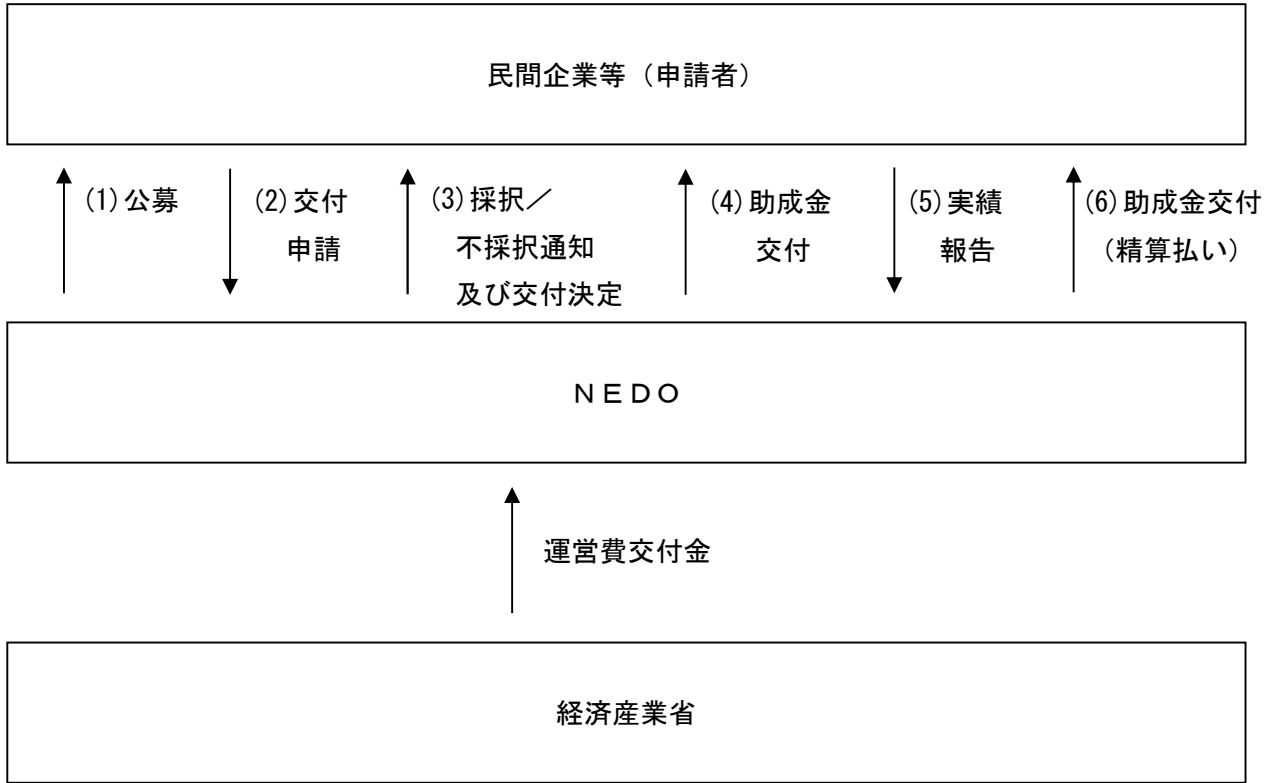 民間企業等（申請者）
(1)公募
(2)交付
申請
(3)採択／
不採択通知
及び交付決定
(4)助成金
交付
(5)実績
報告
(6)助成金交付
（精算払い）
ＮＥＤＯ
運営費交付金
経済産業省